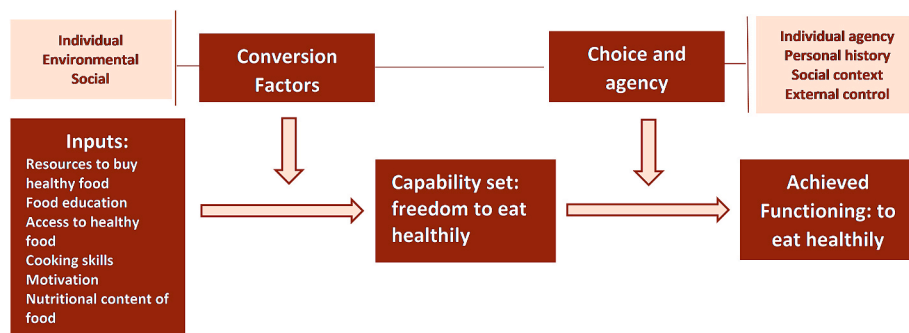 Individual
Environmental
Social
Conversion
Factors
Choice and
agency
Individual agency
Personal history
Social context
External control
Inputs:
Resources to buy
healthy food
Food education
Access to healthy
food
Cooking skills
Motivation
Nutritional content of
food
Capability set:
freedom to eat
healthily
Achieved
Functioning: to
eat healthily